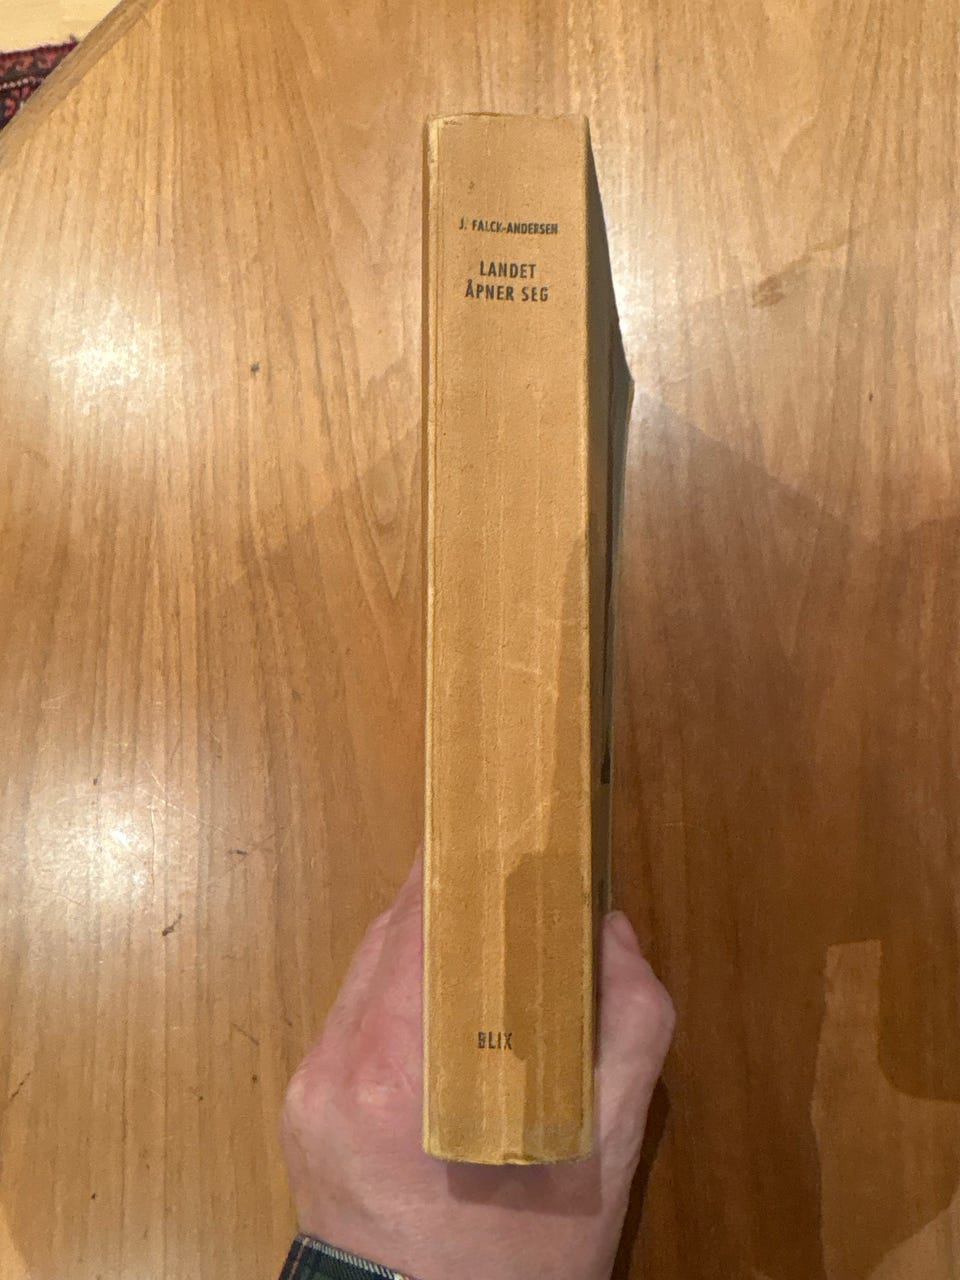 J. FALCK-ANDERSEN
LANDET
ÅPNER SEG
BLIX